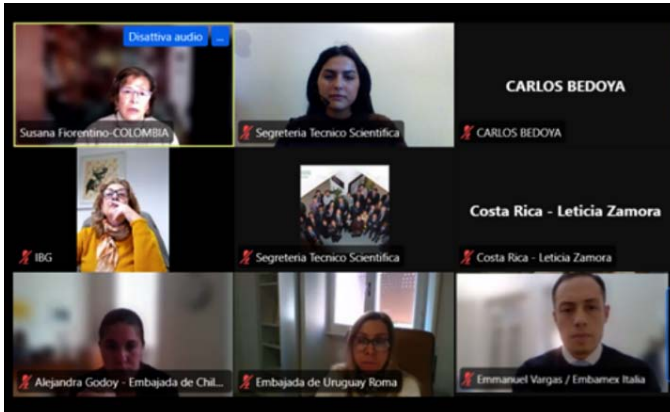 Disattiva audio ...
Susana Fiorentino-COLOMBIA
Segreteria Tecnico Scientifica
CARLOS BEDOYA
CARLOS BEDOYA
IBG
Segreteria Tecnico Scientifica
Costa Rica - Leticia Zamora
Costa Rica - Leticia Zamora
Alejandra Godoy - Embajada de Chil...
Embajada de Uruguay Roma
Emmanuel Vargas / Embamex Italia